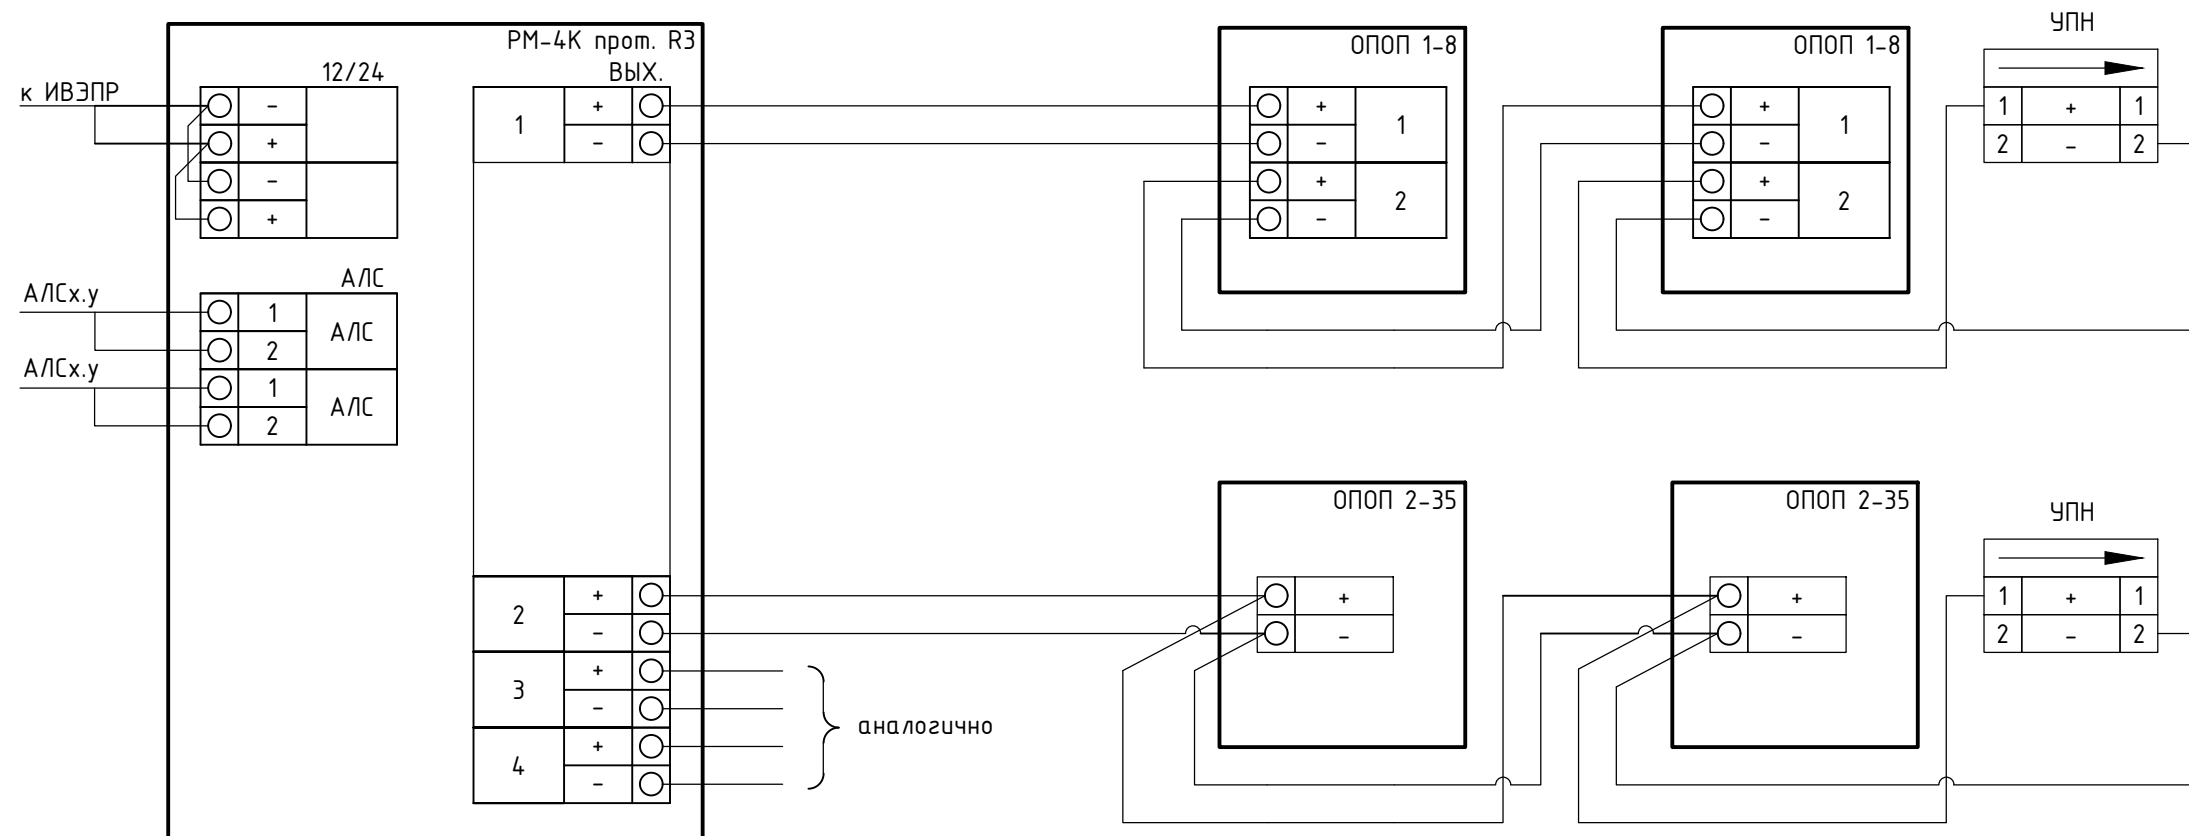 РМ-4К прот. R3
12/24
ВЫХ.
к ИВЭПР
-
+
-
+
1
+
-
АЛС
АЛСх.у
1
2
АЛС
АЛСх.у
1
2
АЛС
2
+
-
3
+
-
4
+
-
аналогично
ОПОП 1-8
+
-
1
+
-
2
ОПОП 1-8
+
-
1
+
-
2
УПН
1 + 1
2 - 2
ОПОП 2-35
+
-
ОПОП 2-35
+
-
УПН
1 + 1
2 - 2